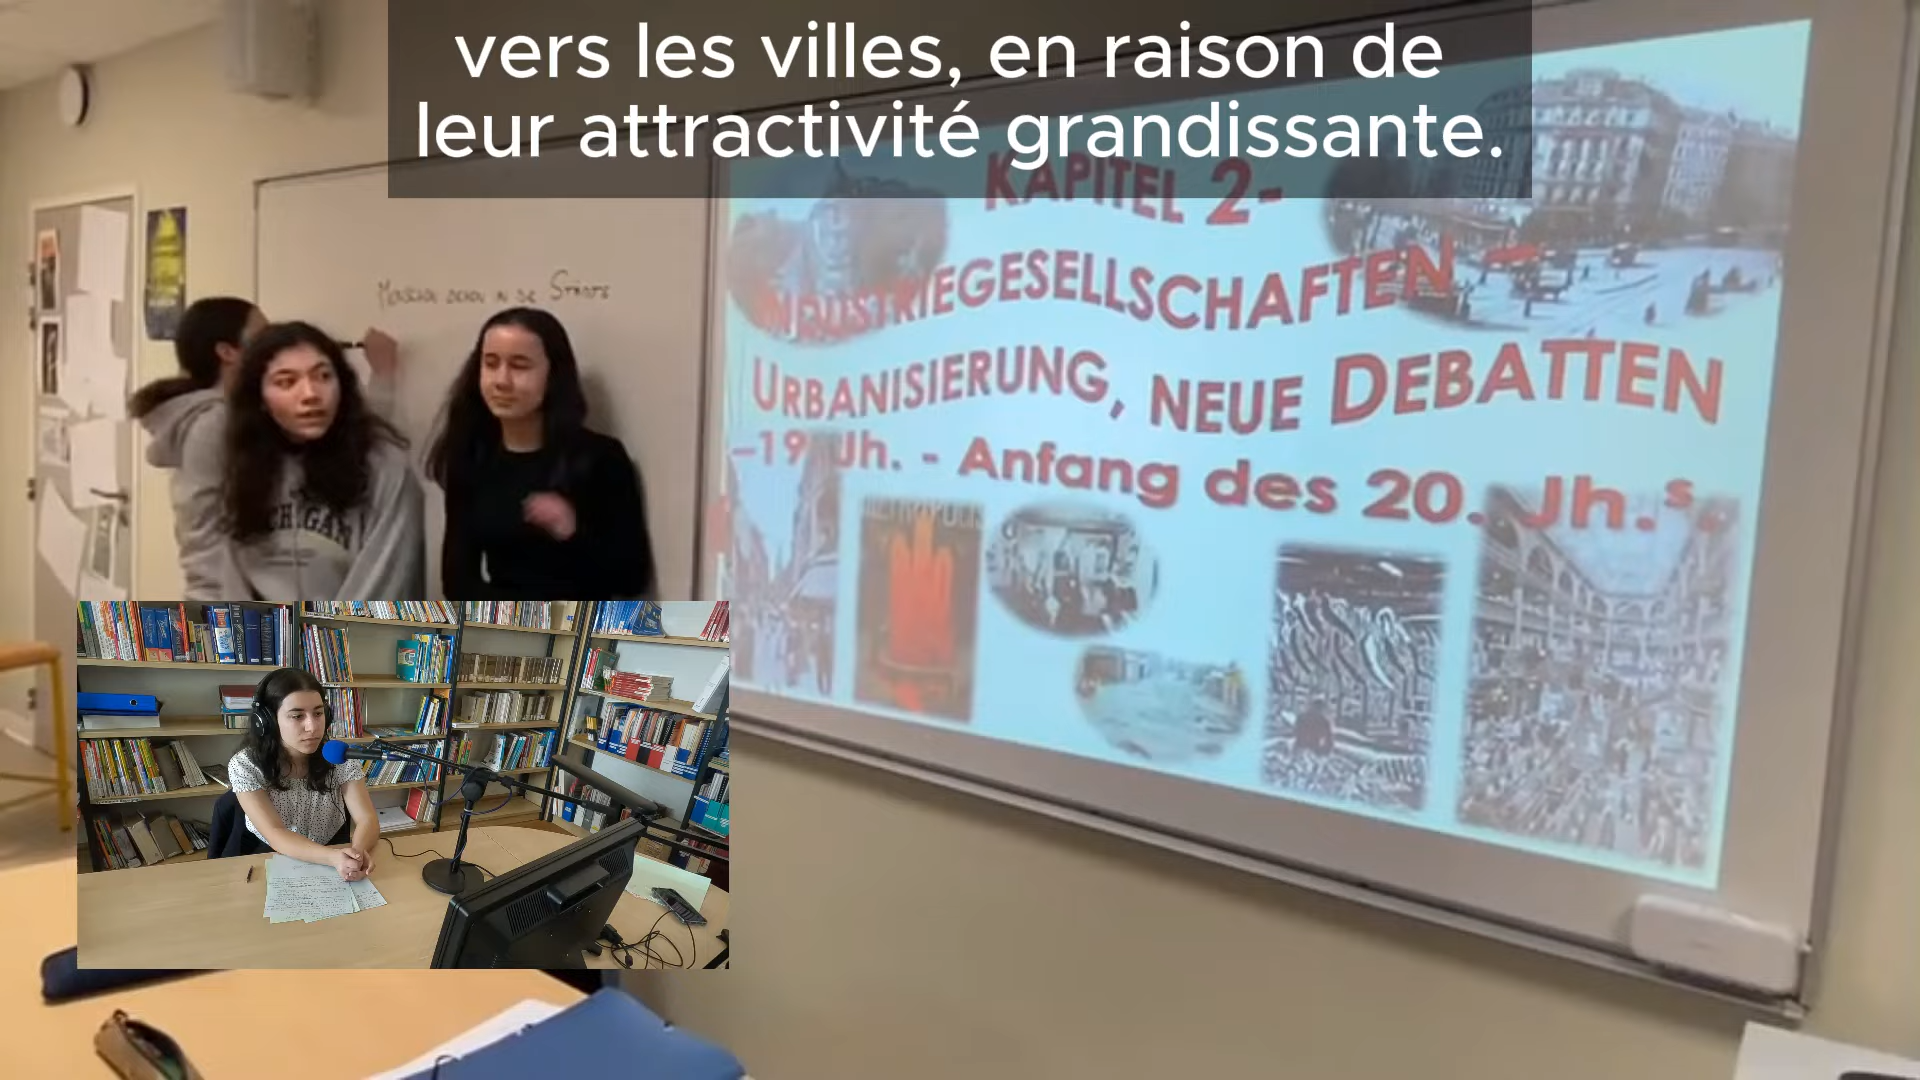 vers les villes, en raison de
leur attractivité grandissante.
KAPITEL 2-
INDUSTRIEGESELLSCHAFTEN –
URBANISIERUNG, NEUE DEBATTEN
–19. Jh. - Anfang des 20. Jh.s.
METROPOLIS